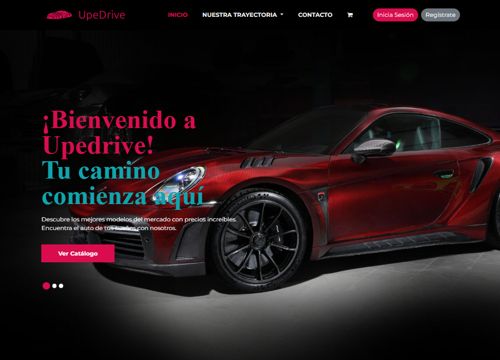 UpeDrive
INICIO
NUESTRA TRAYECTORIA
CONTACTO
Inicia Sesión
Regístrate
¡Bienvenido a
Upedrive!
Tu camino
comienza aquí
Descubre los mejores modelos del mercado con precios increíbles.
Encuentra el auto de tus sueños con nosotros.
Ver Catálogo